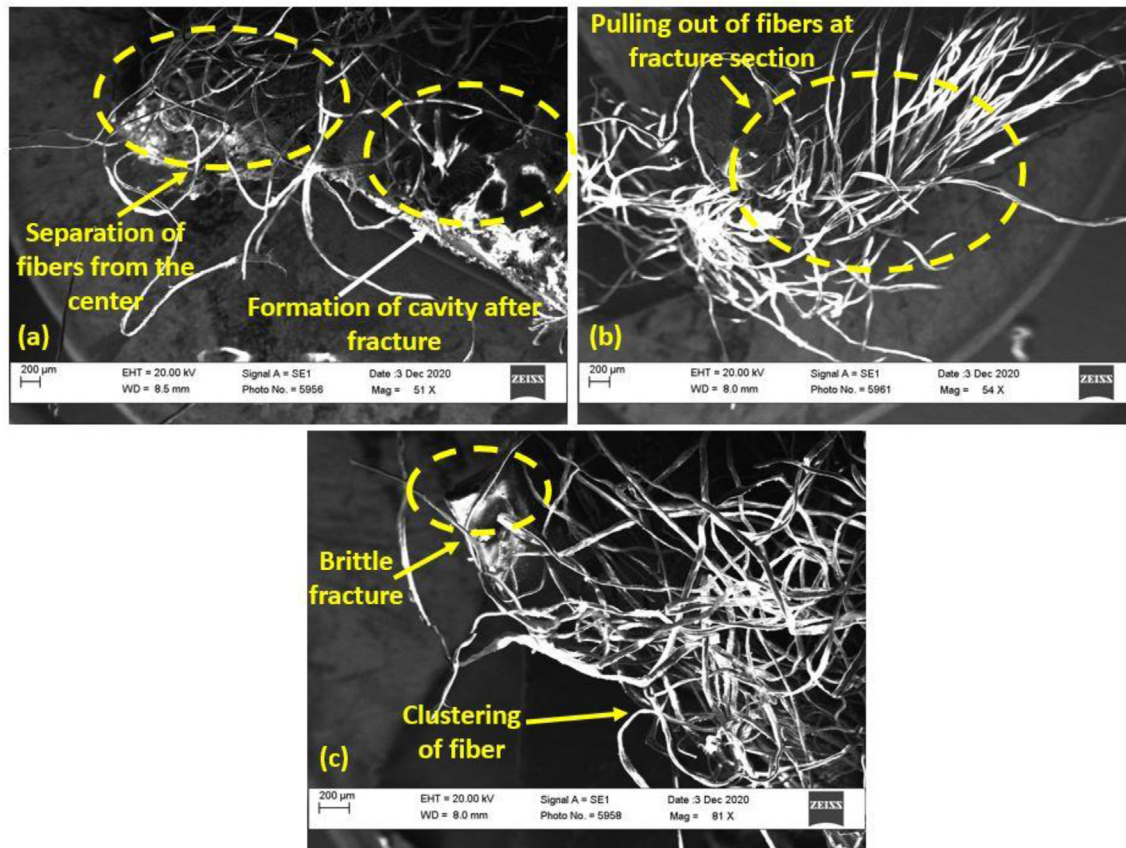 Separation of
fibers from the
center
Formation of cavity after
fracture
(a)
200 µm
EHT = 20.00 kV
Signal A = SE1
Date :3 Dec 2020
WD = 8.5 mm
Photo No. = 5956
Mag = 51 X
ZEISS
Pulling out of fibers at
fracture section
(b)
200 µm
EHT = 20.00 kV
Signal A = SE1
Date :3 Dec 2020
WD = 8.0 mm
Photo No. = 5961
Mag = 54 X
ZEISS
Brittle
fracture
Clustering
of fiber
(c)
200 µm
EHT = 20.00 kV
Signal A = SE1
Date :3 Dec 2020
WD = 8.0 mm
Photo No. = 5958
Mag = 81 X
ZEISS